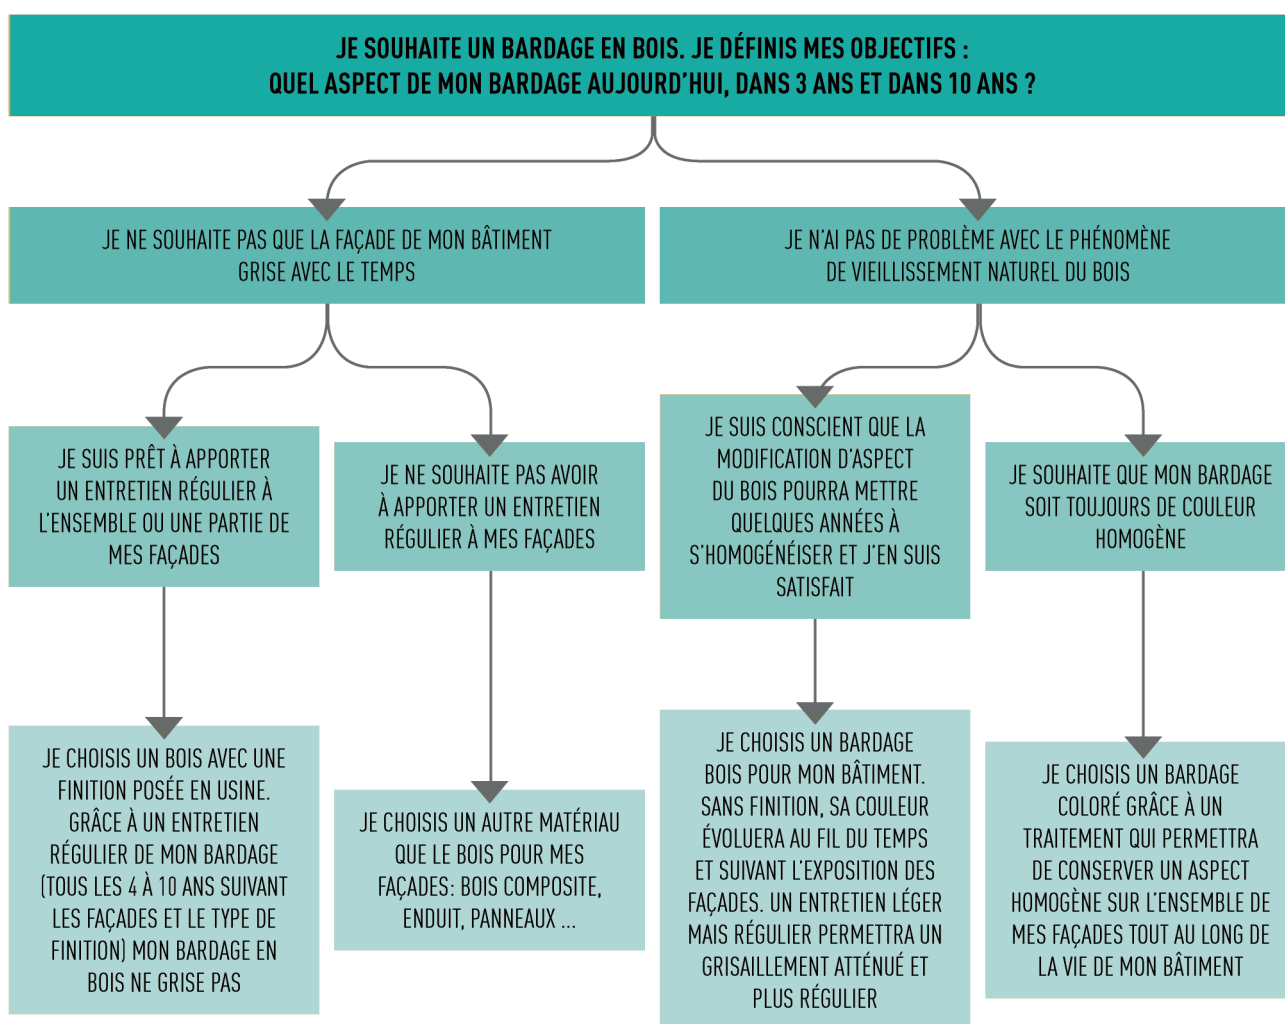 JE SOUHAITE UN BARDAGE EN BOIS. JE DÉFINIS MES OBJECTIFS :
QUEL ASPECT DE MON BARDAGE AUJOURD'HUI, DANS 3 ANS ET DANS 10 ANS ?
JE NE SOUHAITE PAS QUE LA FAÇADE DE MON BÂTIMENT
GRISE AVEC LE TEMPS
JE N'AI PAS DE PROBLÈME AVEC LE PHÉNOMÈNE
DE VIEILLISSEMENT NATUREL DU BOIS
JE SUIS PRÊT À APPORTER
UN ENTRETIEN RÉGULIER À
L'ENSEMBLE OU UNE PARTIE DE
MES FAÇADES
JE NE SOUHAITE PAS AVOIR
À APPORTER UN ENTRETIEN
RÉGULIER À MES FAÇADES
JE SUIS CONSCIENT QUE LA
MODIFICATION D'ASPECT
DU BOIS POURRA METTRE
QUELQUES ANNÉES À
S'HOMOGÉNÉISER ET J'EN SUIS
SATISFAIT
JE SOUHAITE QUE MON BARDAGE
SOIT TOUJOURS DE COULEUR
HOMOGÈNE
JE CHOISIS UN BOIS AVEC UNE
FINITION POSÉE EN USINE.
GRÂCE À UN ENTRETIEN
RÉGULIER DE MON BARDAGE
(TOUS LES 4 À 10 ANS SUIVANT
LES FAÇADES ET LE TYPE DE
FINITION) MON BARDAGE EN
BOIS NE GRISE PAS
JE CHOISIS UN AUTRE MATÉRIAU
QUE LE BOIS POUR MES
FAÇADES: BOIS COMPOSITE,
ENDUIT, PANNEAUX ...
JE CHOISIS UN BARDAGE
BOIS POUR MON BÂTIMENT.
SANS FINITION, SA COULEUR
ÉVOLUERA AU FIL DU TEMPS
ET SUIVANT L'EXPOSITION DES
FAÇADES. UN ENTRETIEN LÉGER
MAIS RÉGULIER PERMETTRA UN
GRISAILLEMENT ATTÉNUÉ ET
PLUS RÉGULIER
JE CHOISIS UN BARDAGE
COLORÉ GRÂCE À UN
TRAITEMENT QUI PERMETTRA
DE CONSERVER UN ASPECT
HOMOGÈNE SUR L'ENSEMBLE DE
MES FAÇADES TOUT AU LONG DE
LA VIE DE MON BÂTIMENT